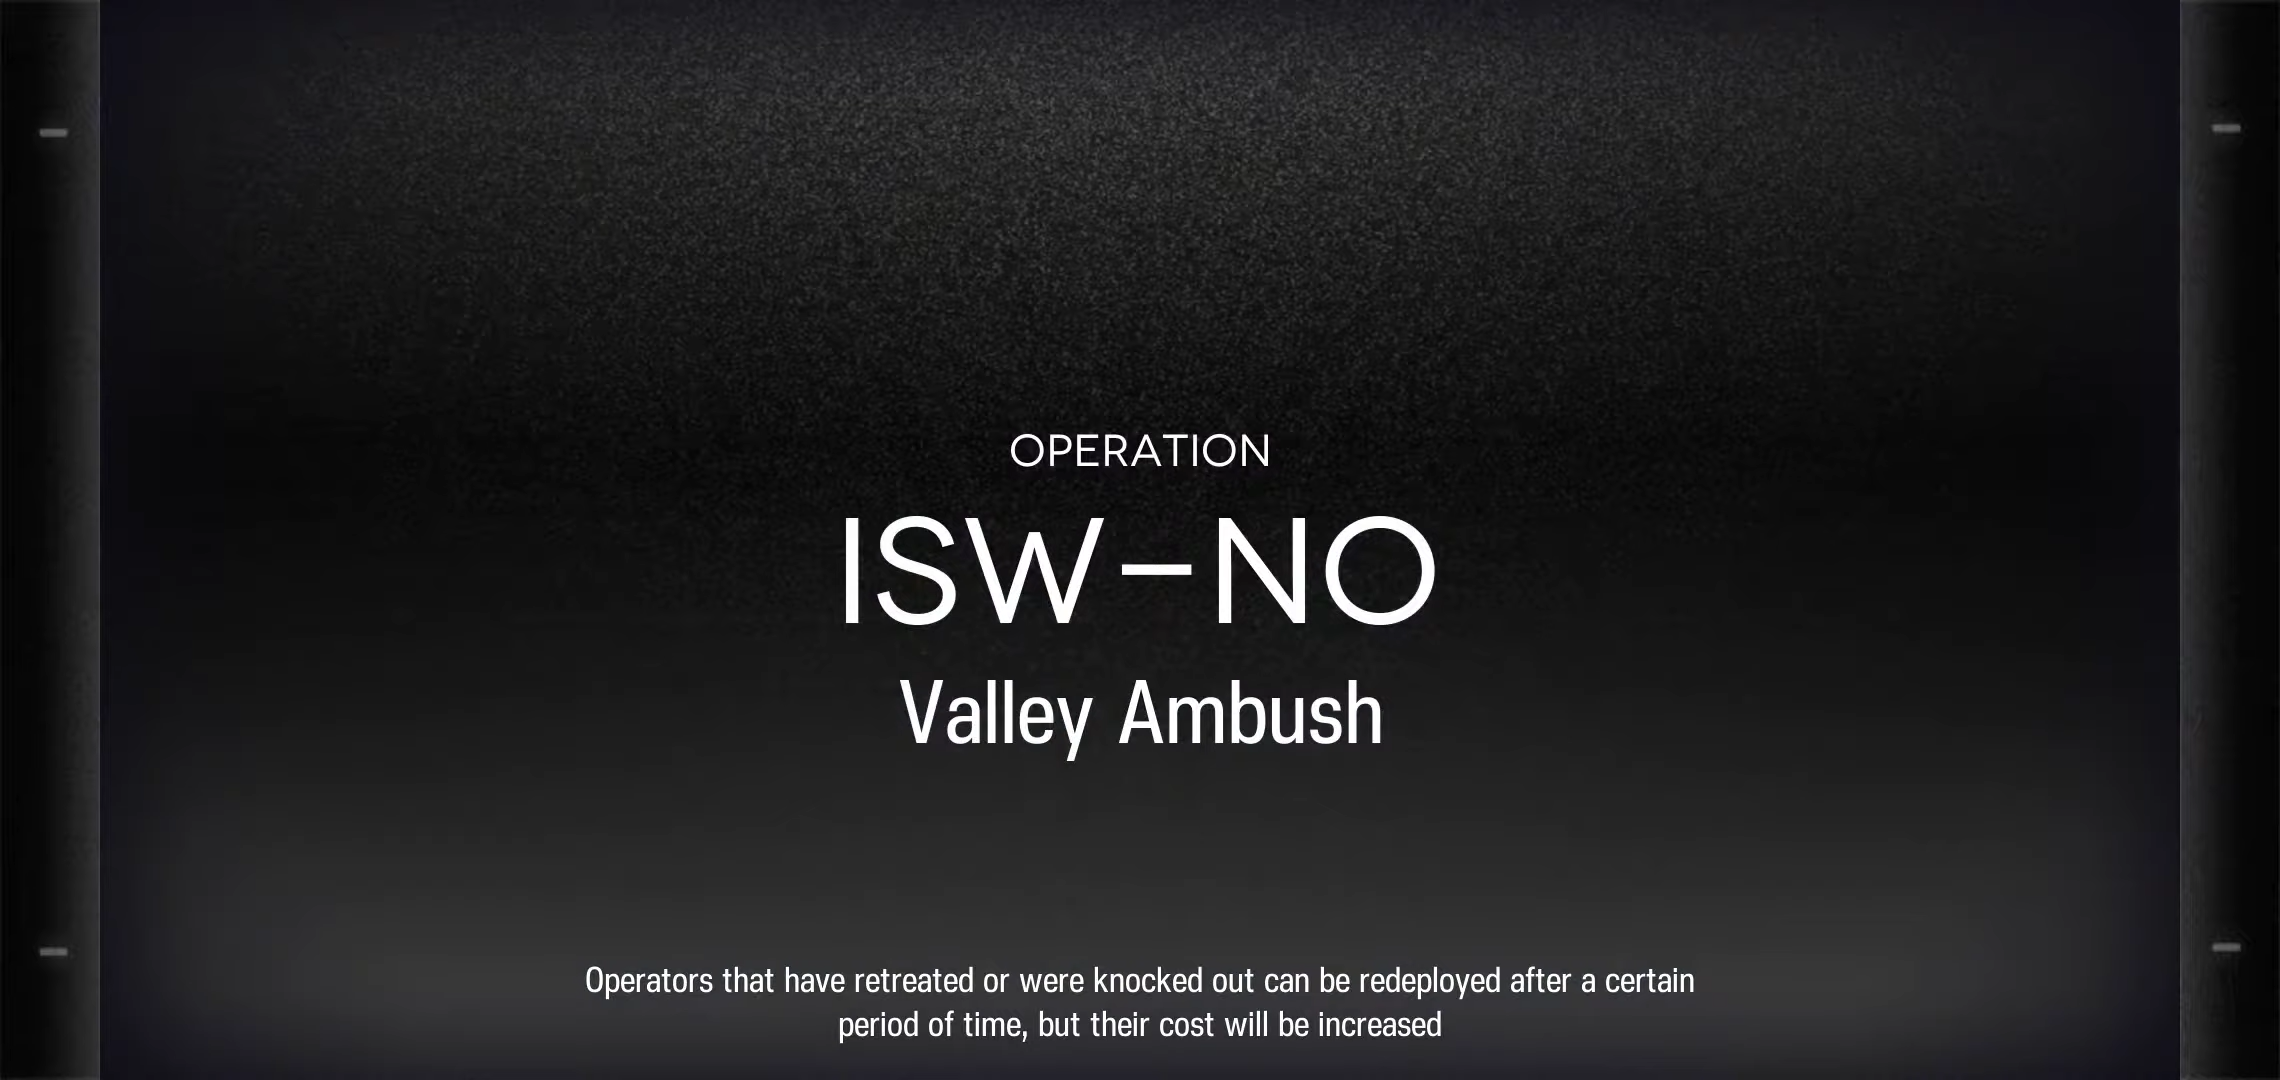 OPERATION
ISW-NO
Valley Ambush
Operators that have retreated or were knocked out can be redeployed after a certain
period of time, but their cost will be increased